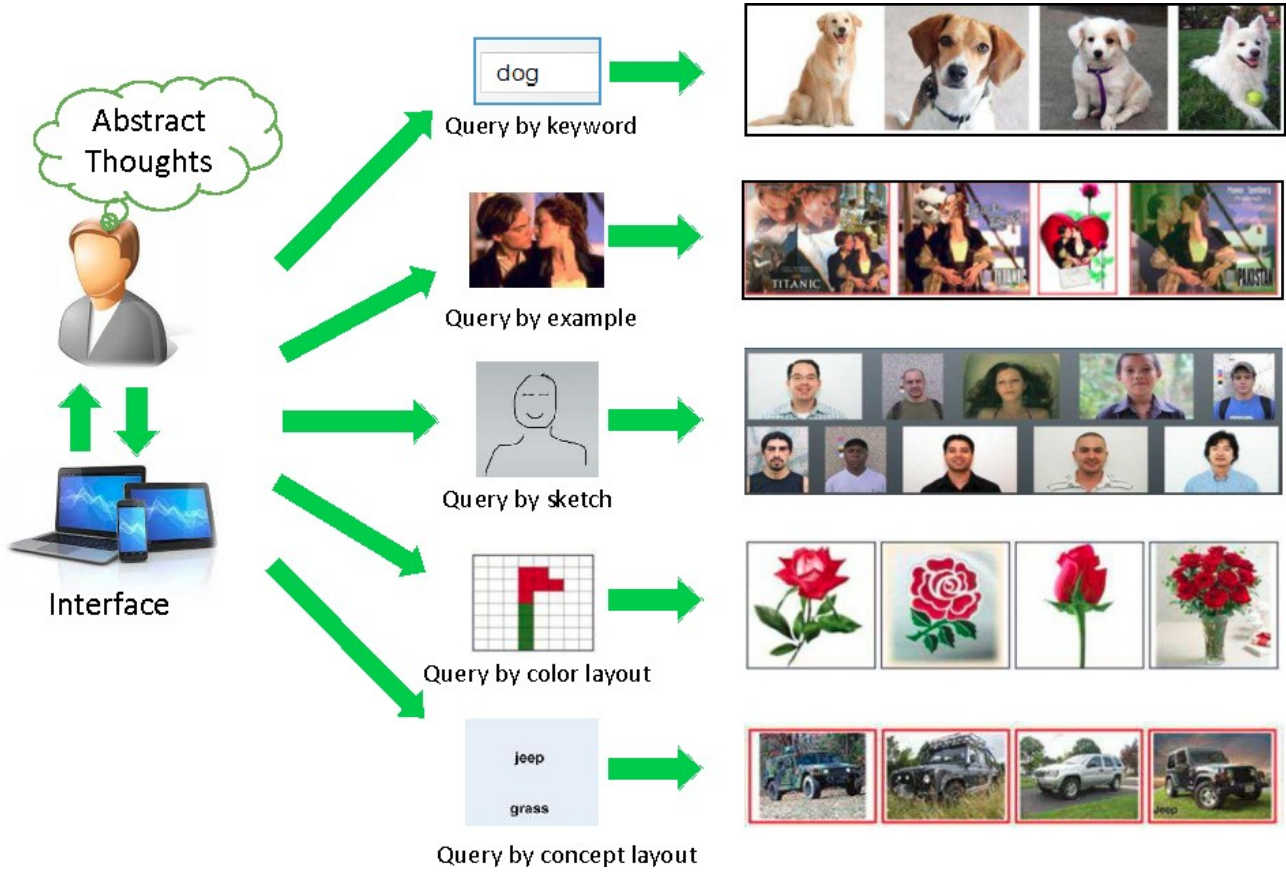 Abstract
Thoughts
Interface
dog
Query by keyword
Query by example
TITANIC
PAKISTAN
Query by sketch
Query by color layout
jeep
grass
Query by concept layout
Jeep